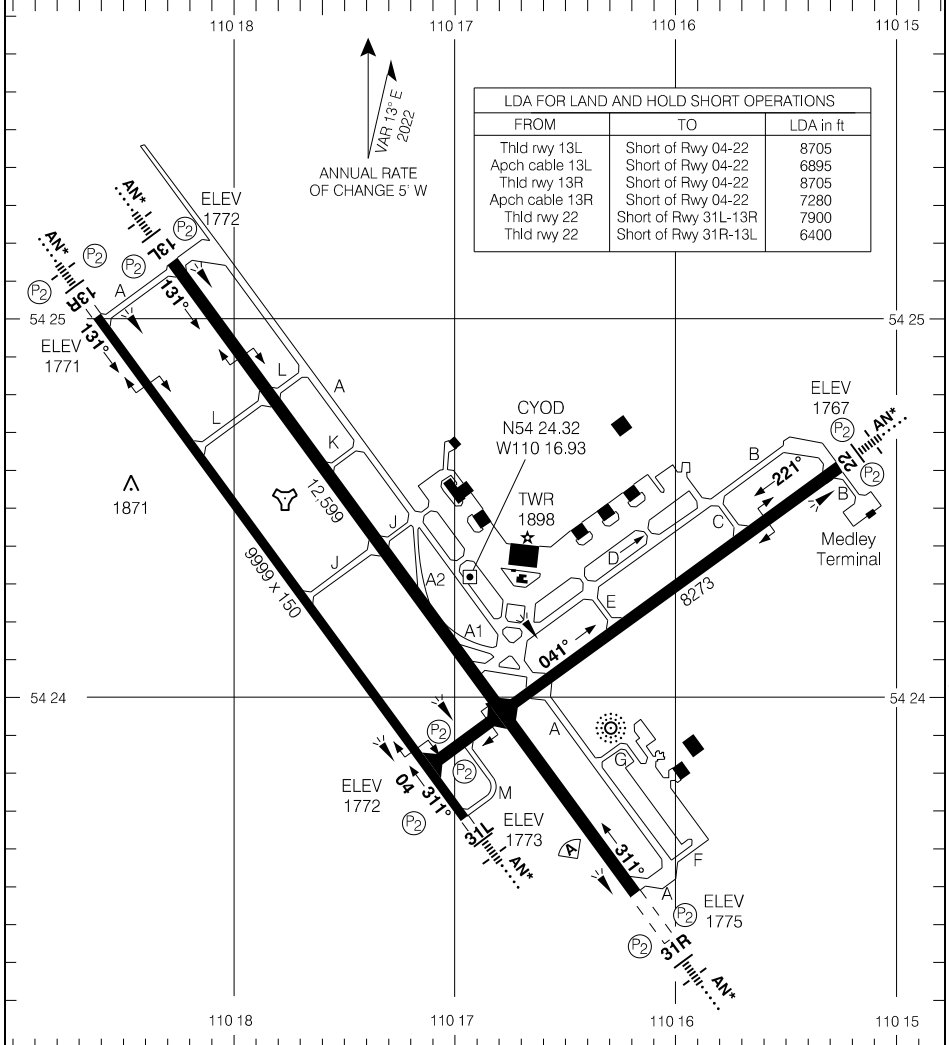 110 18
110 17
110 16
110 15
VAR 13° E
2022
ANNUAL RATE
OF CHANGE 5' W
LDA FOR LAND AND HOLD SHORT OPERATIONS
FROM TO LDA in ft
Thld rwy 13L Short of Rwy 04-22 8705
Apch cable 13L Short of Rwy 04-22 6895
Thld rwy 13R Short of Rwy 04-22 8705
Apch cable 13R Short of Rwy 04-22 7280
Thld rwy 22 Short of Rwy 31L-13R 7900
Thld rwy 22 Short of Rwy 31R-13L 6400
AN*
ELEV
1772
P2
13L
AN*
P2
P2
P2
13R
A
131°
131°
54 25
54 25
ELEV
1771
L
A
L
K
12,599
CYOD
N54 24.32
W110 16.93
ELEV
1767
P2
AN*
22
P2
B
221°
B
1871
TWR
1898
C
Medley
Terminal
J
J
D
A2
E
8273
9999 x 150
A1
041°
54 24
54 24
A
P2
G
P2
ELEV
1772
04
311°
M
P2
31L
ELEV
1773
AN*
A
311°
F
A
ELEV
1775
P2
P2
31R
AN*
110 18
110 17
110 16
110 15